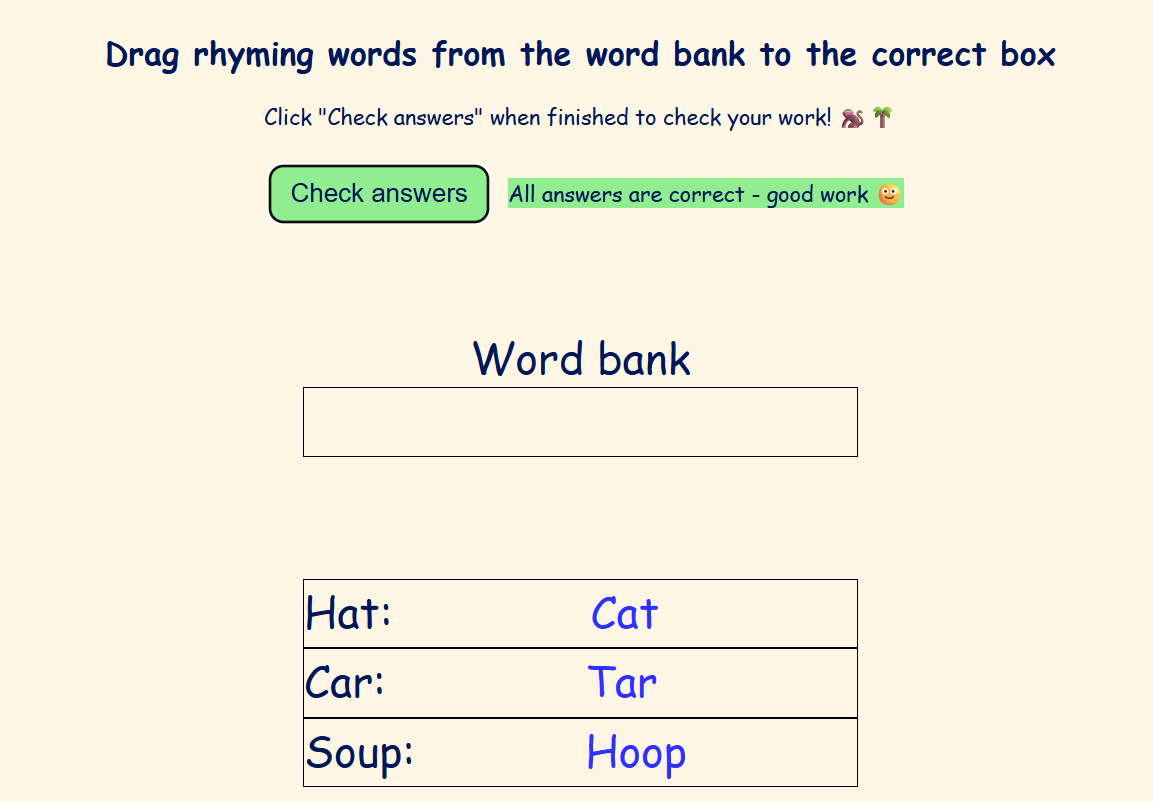 Drag rhyming words from the word bank to the correct box
Click "Check answers" when finished to check your work! 🐒 🌴
Check answers
All answers are correct - good work 🙂
Word bank
Hat: Cat
Car: Tar
Soup: Hoop